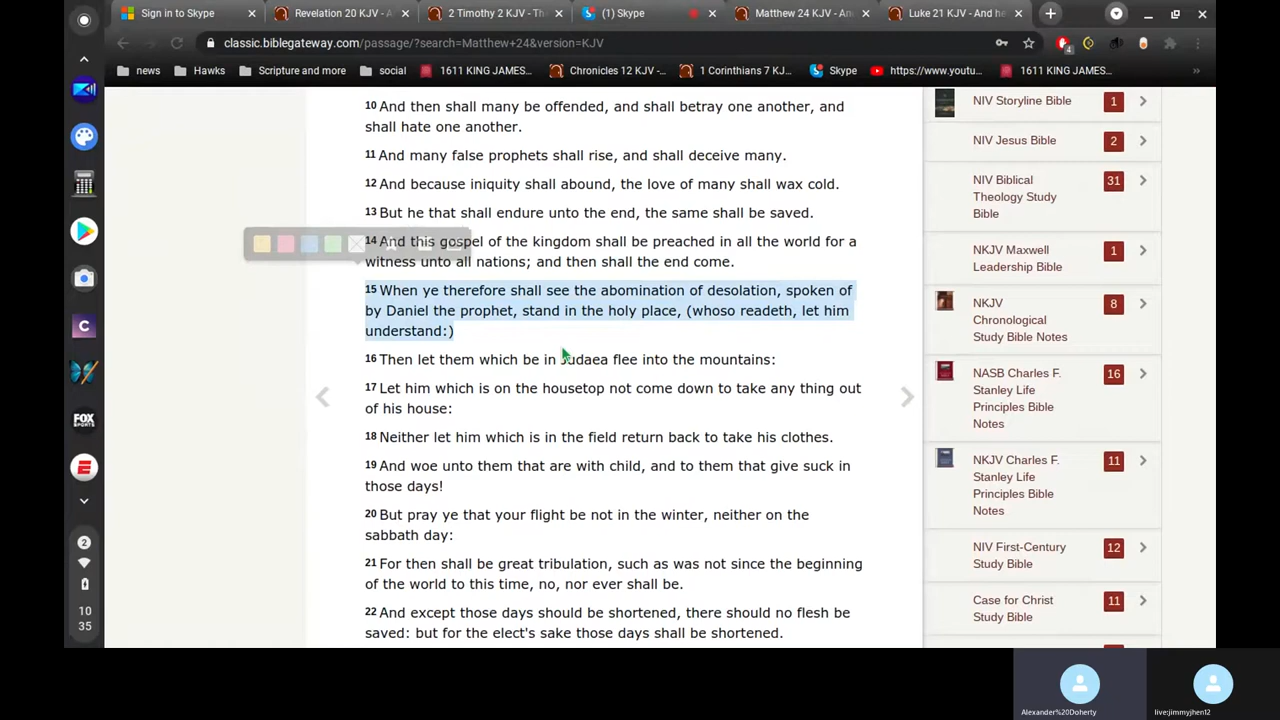 Sign in to Skype
Revelation 20 KJV - A
2 Timothy 2 KJV - Th
(1) Skype
Matthew 24 KJV - An
Luke 21 KJV - And he
classic.biblegateway.com/passage/?search=Matthew+24&version=KJV
4
news
Hawks
Scripture and more
social
1611 KING JAMES...
Chronicles 12 KJV -...
1 Corinthians 7 KJ...
Skype
https://www.youtu...
1611 KING JAMES...
»
10 And then shall many be offended, and shall betray one another, and
shall hate one another.
11 And many false prophets shall rise, and shall deceive many.
12 And because iniquity shall abound, the love of many shall wax cold.
13 But he that shall endure unto the end, the same shall be saved.
14 And this gospel of the kingdom shall be preached in all the world for a
witness unto all nations; and then shall the end come.
15 When ye therefore shall see the abomination of desolation, spoken of
by Daniel the prophet, stand in the holy place, (whoso readeth, let him
understand:)
16 Then let them which be in Judaea flee into the mountains:
17 Let him which is on the housetop not come down to take any thing out
of his house:
18 Neither let him which is in the field return back to take his clothes.
19 And woe unto them that are with child, and to them that give suck in
those days!
20 But pray ye that your flight be not in the winter, neither on the
sabbath day:
21 For then shall be great tribulation, such as was not since the beginning
of the world to this time, no, nor ever shall be.
22 And except those days should be shortened, there should no flesh be
saved: but for the elect's sake those days shall be shortened.
NIV Storyline Bible
1
NIV Jesus Bible
2
NIV Biblical
Theology Study
Bible
31
NKJV Maxwell
Leadership Bible
1
NKJV
Chronological
Study Bible Notes
8
NASB Charles F.
Stanley Life
Principles Bible
Notes
16
NKJV Charles F.
Stanley Life
Principles Bible
Notes
11
NIV First-Century
Study Bible
12
Case for Christ
Study Bible
11
C
FOX
SPORTS
E
2
10
35
Alexander%20Doherty
live:jimmyjhen12